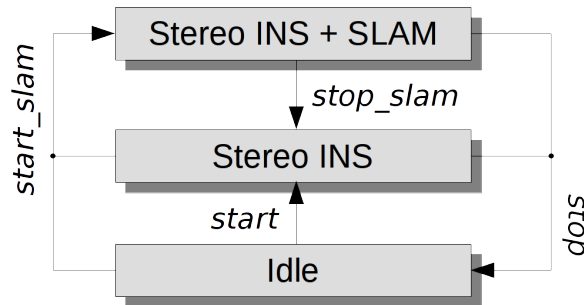 Stereo INS + SLAM
start_slam
stop_slam
Stereo INS
start
stop
Idle